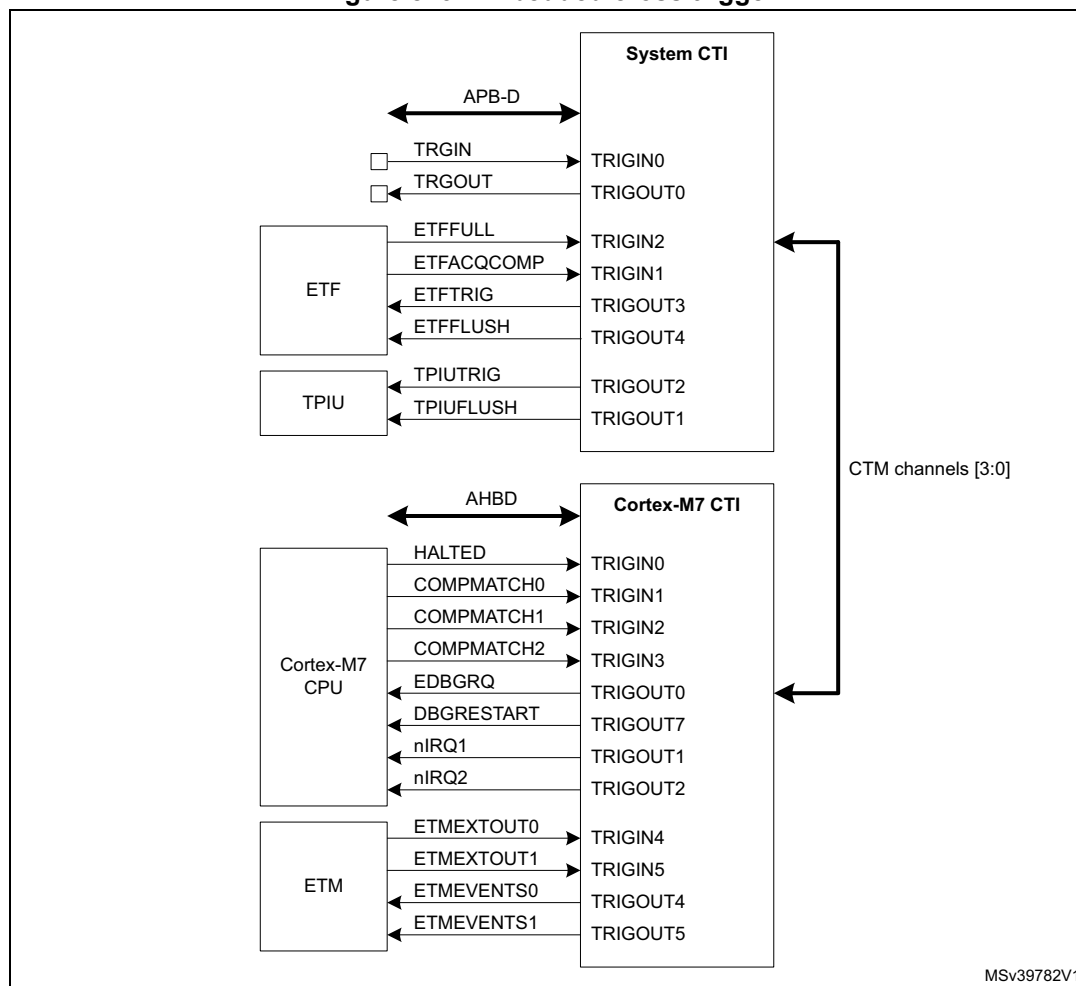 System CTI
APB-D
TRGIN
TRIGIN0
TRGOUT
TRIGOUT0
ETFFULL
TRIGIN2
ETFACQCOMP
TRIGIN1
ETF
ETFTRIG
TRIGOUT3
ETFFLUSH
TRIGOUT4
TPIUTRIG
TRIGOUT2
TPIU
TPIUFLUSH
TRIGOUT1
CTM channels [3:0]
AHBD
Cortex-M7 CTI
HALTED
TRIGIN0
COMPMATCH0
TRIGIN1
COMPMATCH1
TRIGIN2
COMPMATCH2
TRIGIN3
Cortex-M7
CPU
EDBGRQ
TRIGOUT0
DBGRESTART
TRIGOUT7
nIRQ1
TRIGOUT1
nIRQ2
TRIGOUT2
ETMEXTOUT0
TRIGIN4
ETMEXTOUT1
TRIGIN5
ETM
ETMEVENTS0
TRIGOUT4
ETMEVENTS1
TRIGOUT5
MSv39782V1